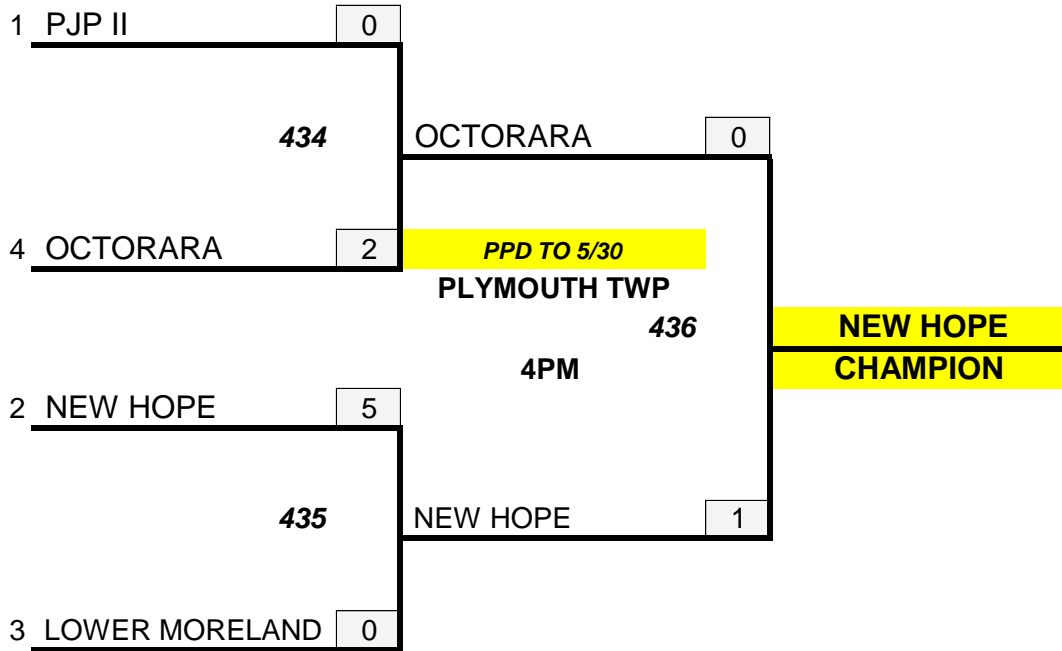 1 PJP II 0
434 OCTORARA 0
4 OCTORARA 2 PPD TO 5/30
PLYMOUTH TWP
436 NEW HOPE
4PM CHAMPION
2 NEW HOPE 5
435 NEW HOPE 1
3 LOWER MORELAND 0